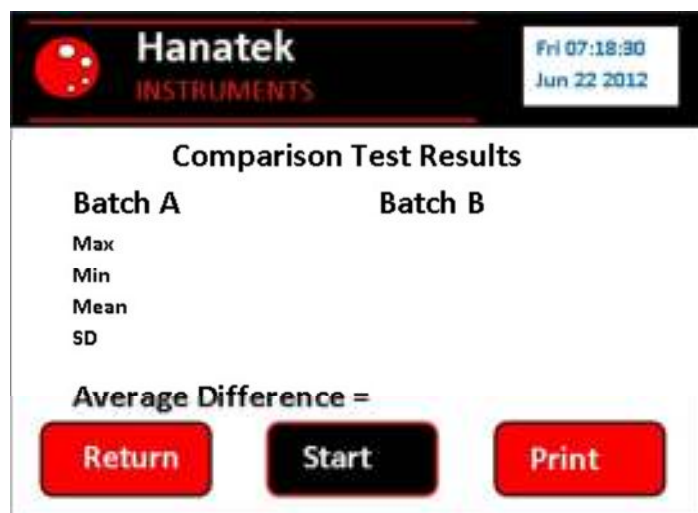 Hanatek
INSTRUMENTS
Fri 07:18:30
Jun 22 2012
Comparison Test Results
Batch A Batch B
Max
Min
Mean
SD
Average Difference =
Return Start Print